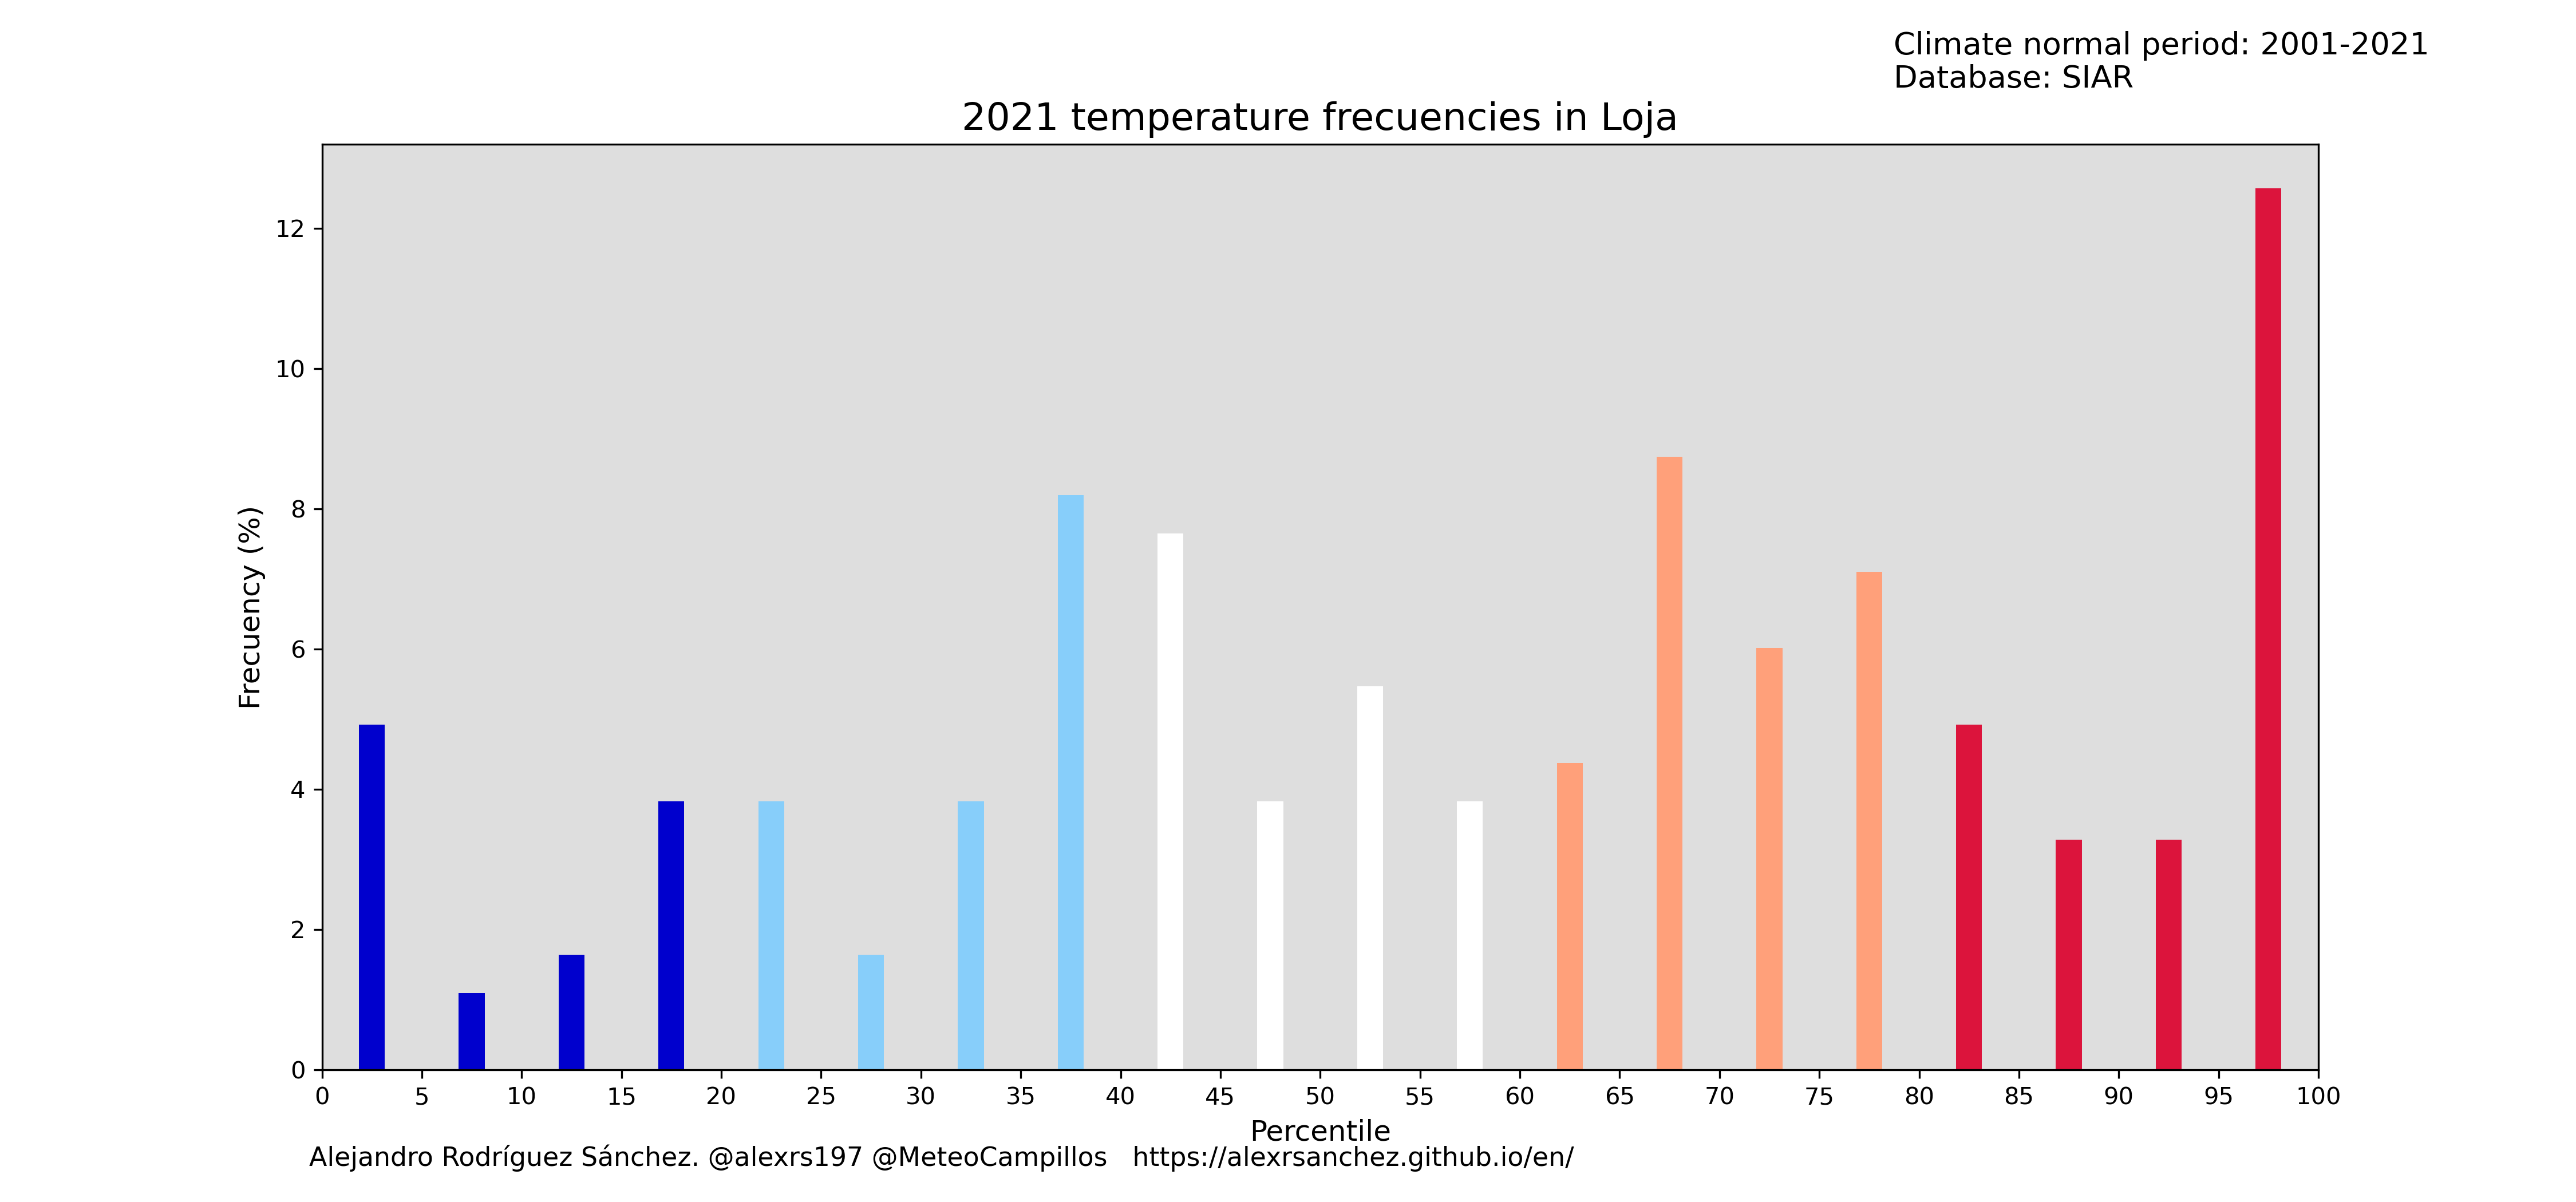 Climate normal period: 2001-2021
Database: SIAR
2021 temperature frecuencies in Loja
Frecuency (%)
12
10
8
6
4
2
0
0 5 10 15 20 25 30 35 40 45 50 55 60 65 70 75 80 85 90 95 100
Percentile
Alejandro Rodríguez Sánchez. @alexrs197 @MeteoCampillos https://alexrsanchez.github.io/en/